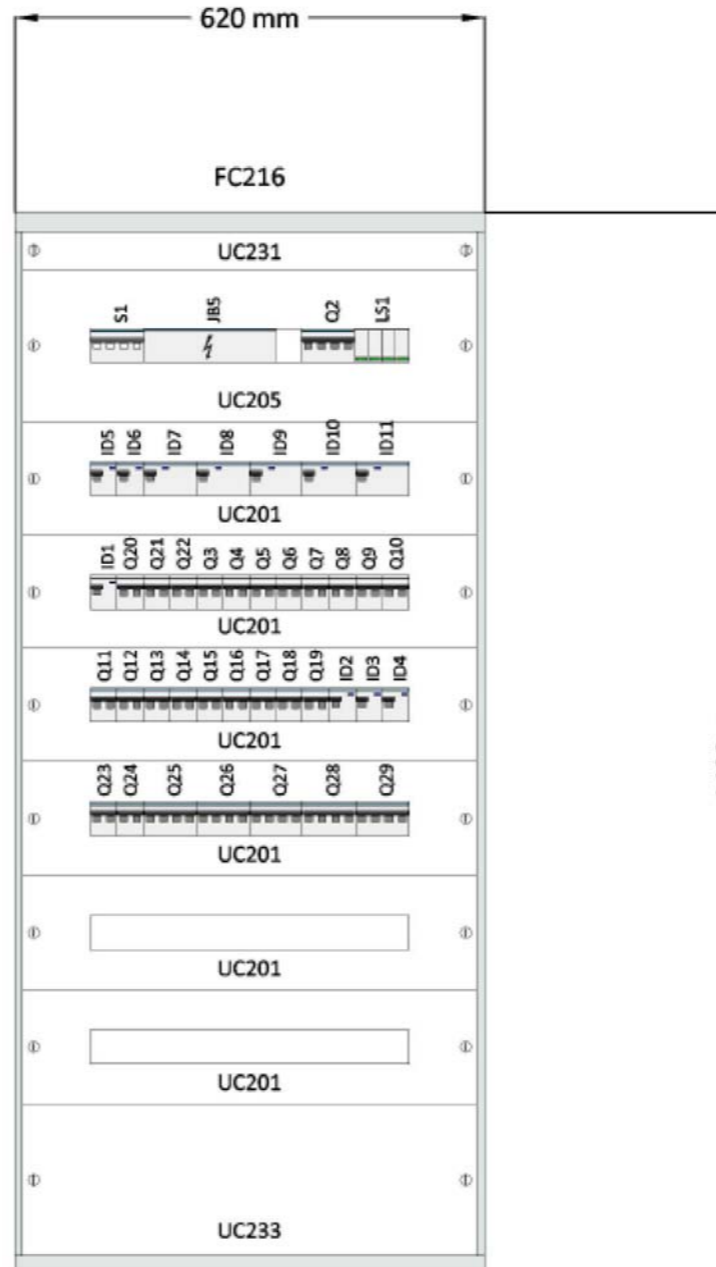 620 mm
FC216
UC231
S1 JB5 Q2 LS1
UC205
ID5 ID6 ID7 ID8 ID9 ID10 ID11
UC201
ID1 Q20 Q21 Q22 Q3 Q4 Q5 Q6 Q7 Q8 Q9 Q10
UC201
Q11 Q12 Q13 Q14 Q15 Q16 Q17 Q18 Q19 ID2 ID3 ID4
UC201
Q23 Q24 Q25 Q26 Q27 Q28 Q29
UC201
UC201
UC201
UC233